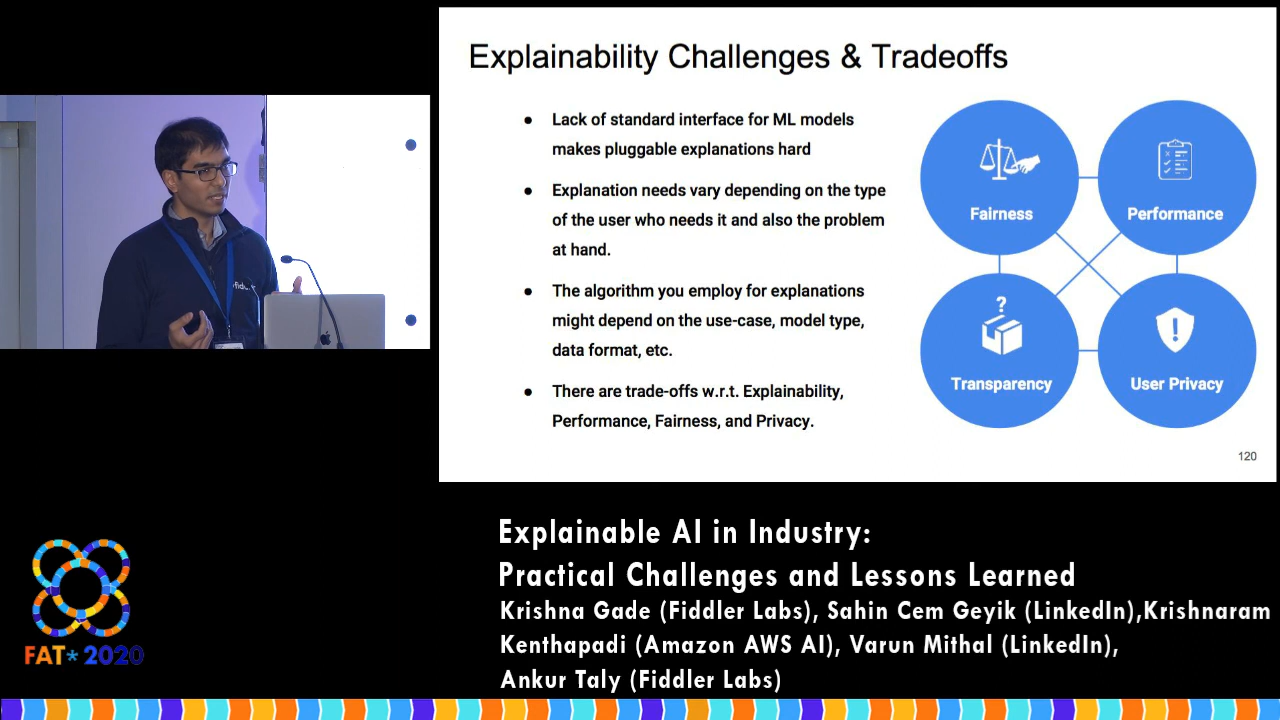 Explainability Challenges & Tradeoffs
● Lack of standard interface for ML models
makes pluggable explanations hard
● Explanation needs vary depending on the type
of the user who needs it and also the problem
at hand.
● The algorithm you employ for explanations
might depend on the use-case, model type,
data format, etc.
● There are trade-offs w.r.t. Explainability,
Performance, Fairness, and Privacy.
Fairness
Performance
?
Transparency
User Privacy
120
Explainable AI in Industry:
Practical Challenges and Lessons Learned
Krishna Gade (Fiddler Labs), Sahin Cem Geyik (LinkedIn),Krishnaram
Kenthapadi (Amazon AWS AI), Varun Mithal (LinkedIn),
Ankur Taly (Fiddler Labs)
FAT* 2020